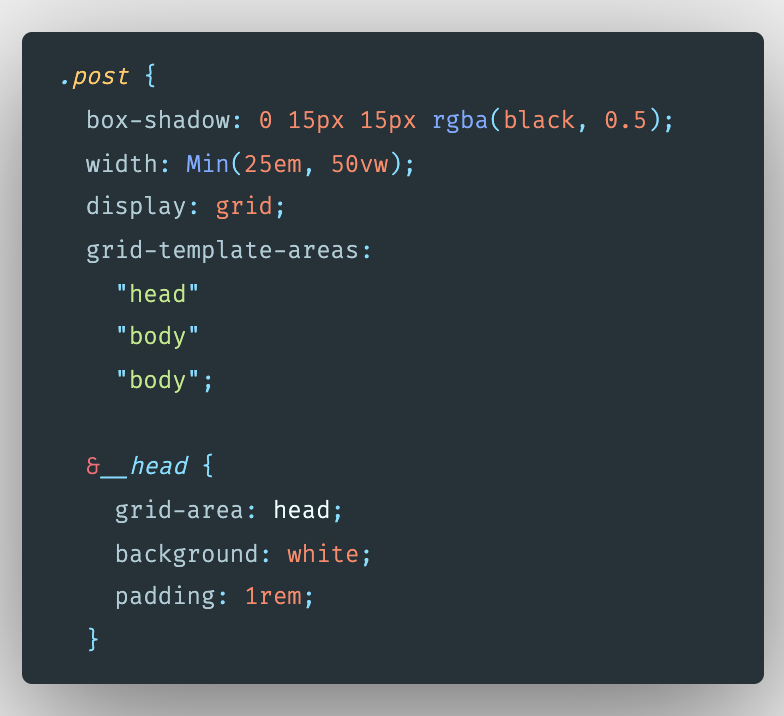 .post {
  box-shadow: 0 15px 15px rgba(black, 0.5);
  width: Min(25em, 50vw);
  display: grid;
  grid-template-areas:
    "head"
    "body"
    "body";

  &__head {
    grid-area: head;
    background: white;
    padding: 1rem;
  }